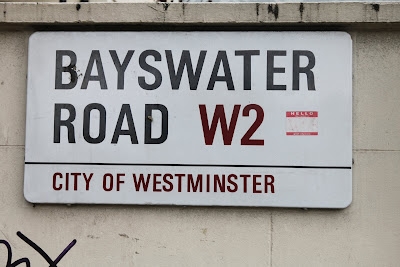 BAYSWATER
ROAD W2
HELLO
CITY OF WESTMINSTER